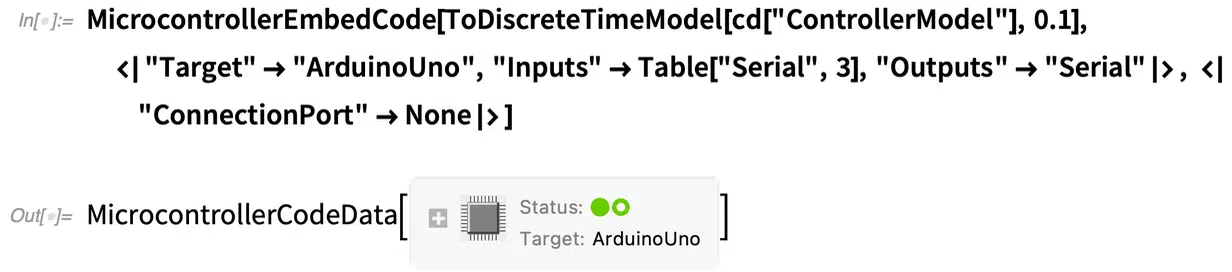 In[•]:= MicrocontrollerEmbedCode[ToDiscreteTimeModel[cd["ControllerModel"], 0.1],
<|"Target" → "ArduinoUno", "Inputs" → Table["Serial", 3], "Outputs" → "Serial"|>, <|
"ConnectionPort" → None|>]
Out[•]= MicrocontrollerCodeData[ Status: ]
Target: ArduinoUno